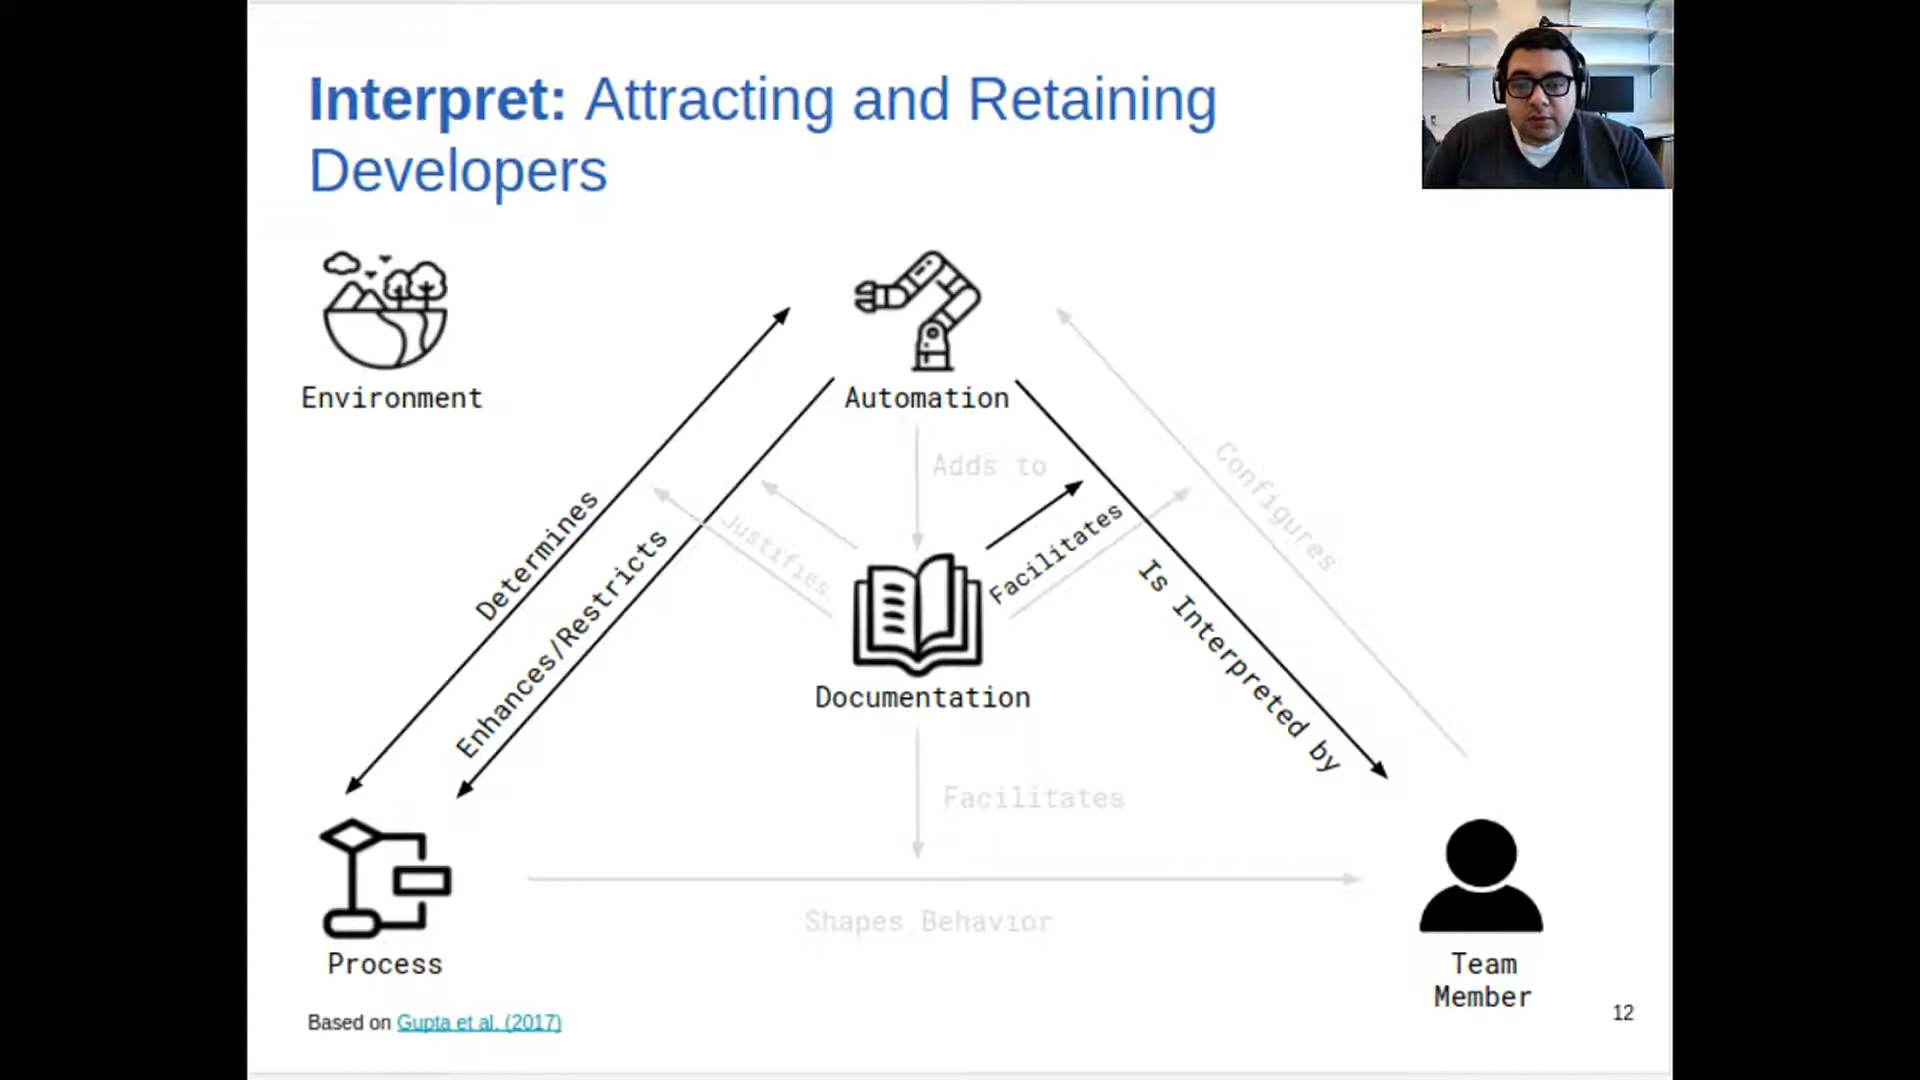 Interpret: Attracting and Retaining
Developers
Environment
Automation
Adds to
Configures
Determines
Enhances/Restricts
Justifies
Facilitates
Is Interpreted by
Documentation
Facilitates
Shapes Behavior
Process
Team
Member
Based on Gupta et al. (2017)
12